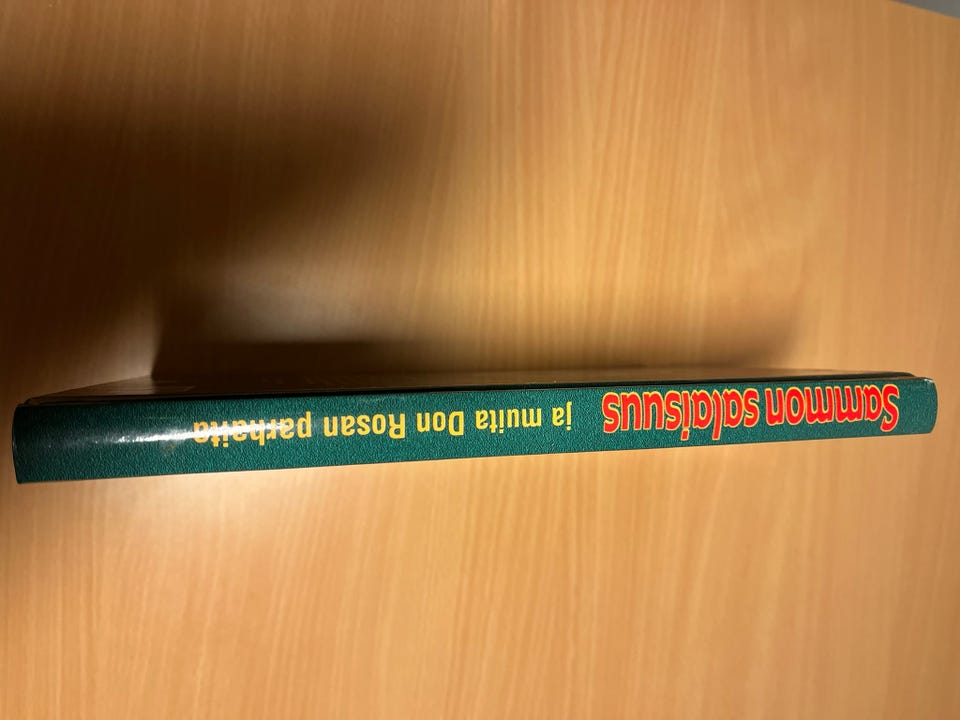 Sammon salaisuus
ja muita Don Rosan parhaita